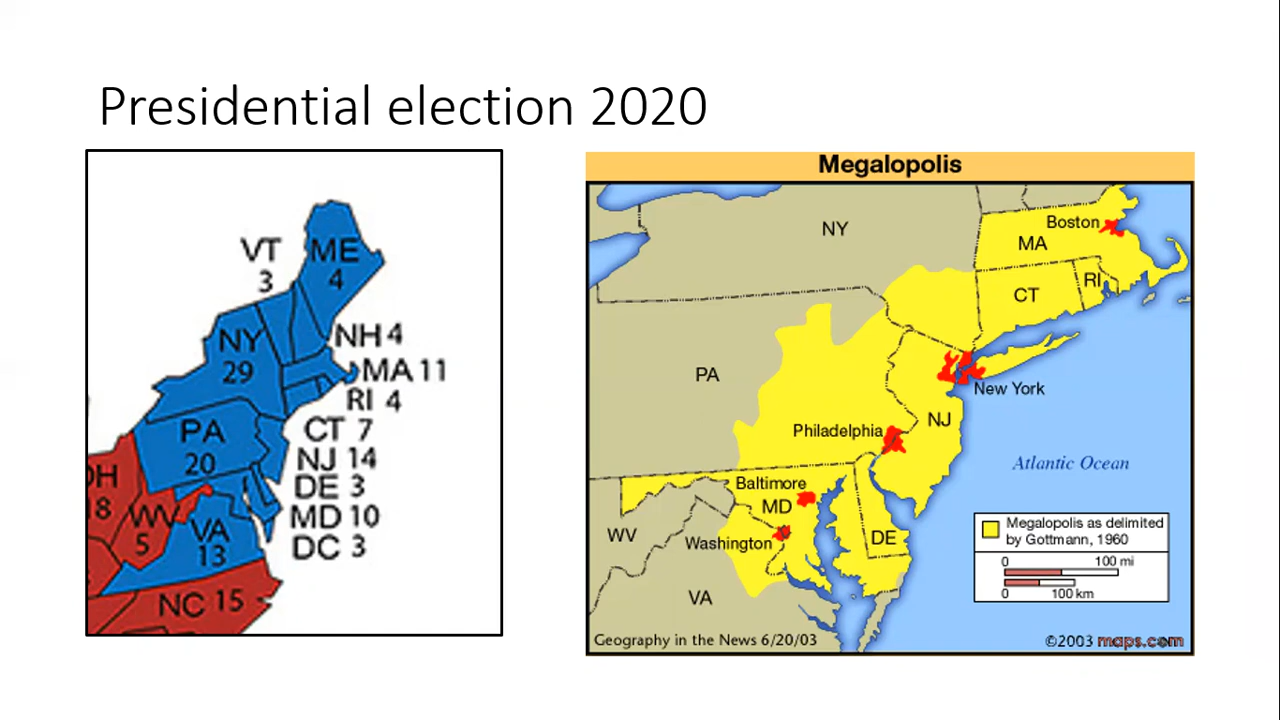 Presidential election 2020
VT
3
ME
4
NY
29
NH 4
MA 11
RI 4
PA
20
CT 7
NJ 14
DE 3
MD 10
DC 3
OH
18
WV
5
VA
13
NC 15
Megalopolis
NY
Boston
MA
CT
RI
PA
New York
NJ
Philadelphia
Atlantic Ocean
Baltimore
MD
WV
Washington
DE
VA
Megalopolis as delimited
by Gottmann, 1960
0 100 mi
0 100 km
Geography in the News 6/20/03
©2003 maps.com